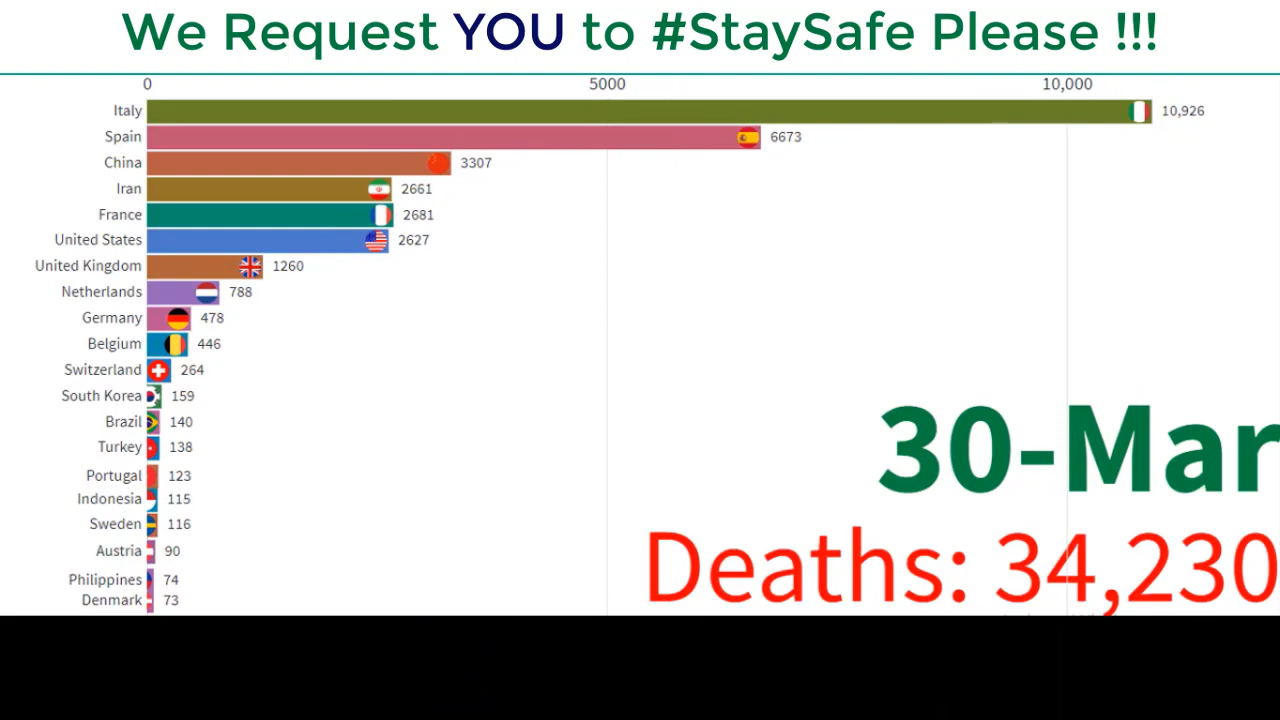 We Request YOU to #StaySafe Please !!!
0 5000 10,000
Italy 10,926
Spain 6673
China 3307
Iran 2661
France 2681
United States 2627
United Kingdom 1260
Netherlands 788
Germany 478
Belgium 446
Switzerland 264
South Korea 159
Brazil 140
Turkey 138
Portugal 123
Indonesia 115
Sweden 116
Austria 90
Philippines 74
Denmark 73
30-Mar
Deaths: 34,230